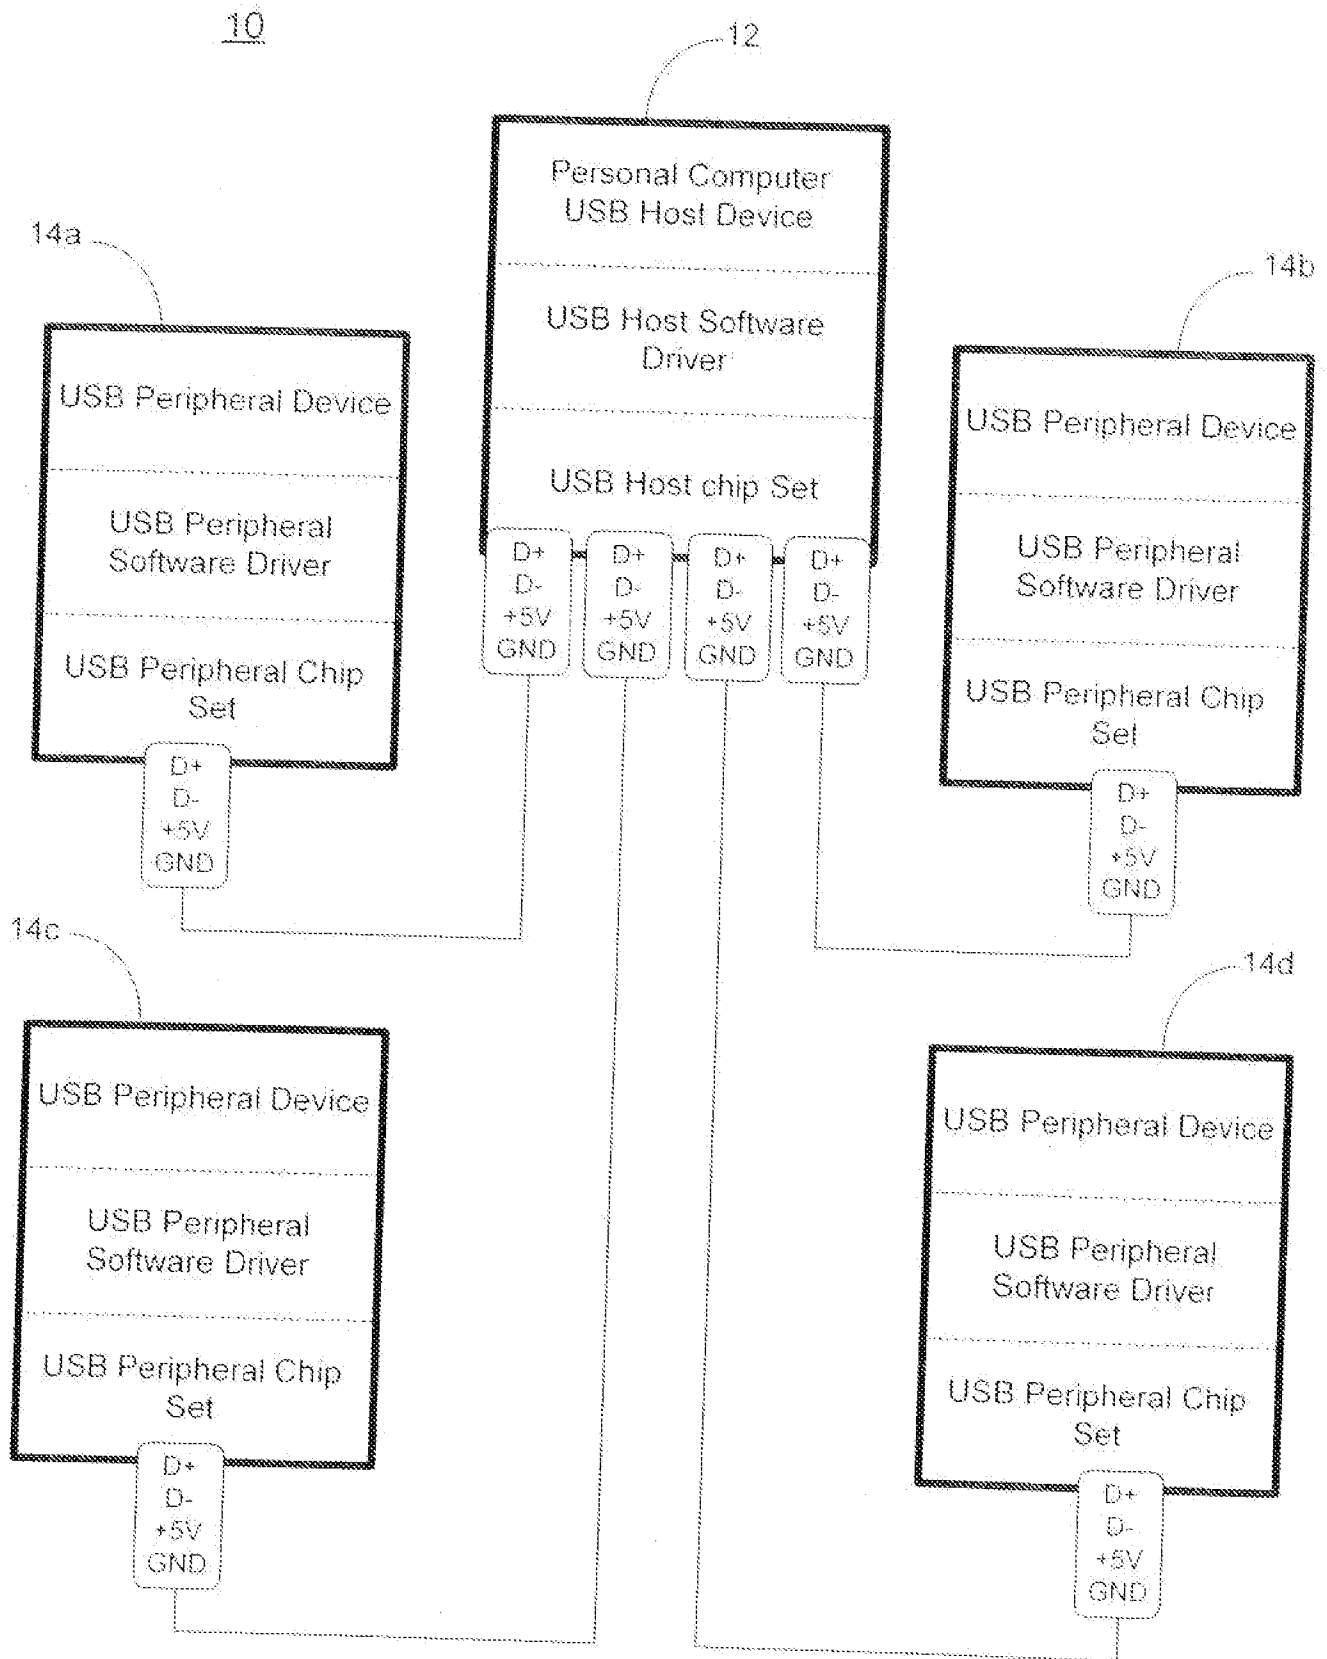 10
12
Personal Computer
USB Host Device
USB Host Software
Driver
USB Host chip Set
D+
D-
+5V
GND
D+
D-
+5V
GND
D+
D-
+5V
GND
D+
D-
+5V
GND
14a
USB Peripheral Device
USB Peripheral
Software Driver
USB Peripheral Chip
Set
D+
D-
+5V
GND
14b
USB Peripheral Device
USB Peripheral
Software Driver
USB Peripheral Chip
Set
D+
D-
+5V
GND
14c
USB Peripheral Device
USB Peripheral
Software Driver
USB Peripheral Chip
Set
D+
D-
+5V
GND
14d
USB Peripheral Device
USB Peripheral
Software Driver
USB Peripheral Chip
Set
D+
D-
+5V
GND